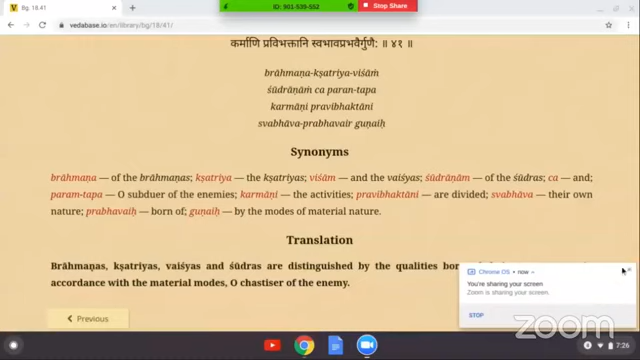 Bg. 18.41
ID: 901-539-552
Stop Share
vedabase.io/en/library/bg/18/41/
कर्माणि प्रविभक्तानि स्वभावप्रभवैर्गुणै: ॥ ४१ ॥
brāhmaṇa-kṣatriya-viśāṁ
śūdrāṇāṁ ca paran-tapa
karmāṇi pravibhaktāni
svabhāva-prabhavair guṇaiḥ
Synonyms
brāhmaṇa — of the brāhmaṇas; kṣatriya — the kṣatriyas; viśām — and the vaiśyas; śūdrāṇām — of the śūdras; ca — and;
param-tapa — O subduer of the enemies; karmāṇi — the activities; pravibhaktāni — are divided; svabhāva — their own
nature; prabhavaiḥ — born of; guṇaiḥ — by the modes of material nature.
Translation
Brāhmaṇas, kṣatriyas, vaiśyas and śūdras are distinguished by the qualities
accordance with the material modes, O chastiser of the enemy.
Chrome OS • now
You're sharing your screen
Zoom is sharing your screen.
STOP
Previous
zoom
7:26